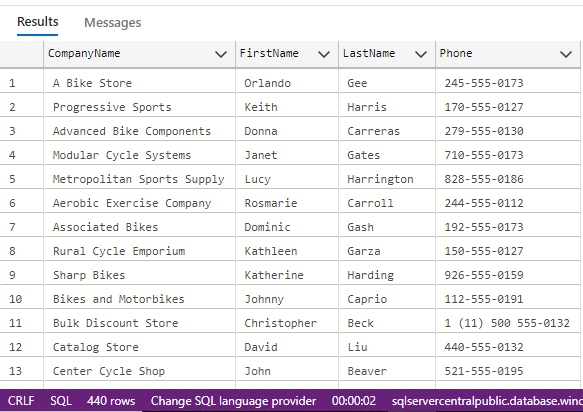 Results Messages
CompanyName FirstName LastName Phone
1 A Bike Store Orlando Gee 245-555-0173
2 Progressive Sports Keith Harris 170-555-0127
3 Advanced Bike Components Donna Carreras 279-555-0130
4 Modular Cycle Systems Janet Gates 710-555-0173
5 Metropolitan Sports Supply Lucy Harrington 828-555-0186
6 Aerobic Exercise Company Rosmarie Carroll 244-555-0112
7 Associated Bikes Dominic Gash 192-555-0173
8 Rural Cycle Emporium Kathleen Garza 150-555-0127
9 Sharp Bikes Katherine Harding 926-555-0159
10 Bikes and Motorbikes Johnny Caprio 112-555-0191
11 Bulk Discount Store Christopher Beck 1 (11) 500 555-0132
12 Catalog Store David Liu 440-555-0132
13 Center Cycle Shop John Beaver 521-555-0195
CRLF SQL 440 rows Change SQL language provider 00:00:02 sqlservercentralpublic.database.winc